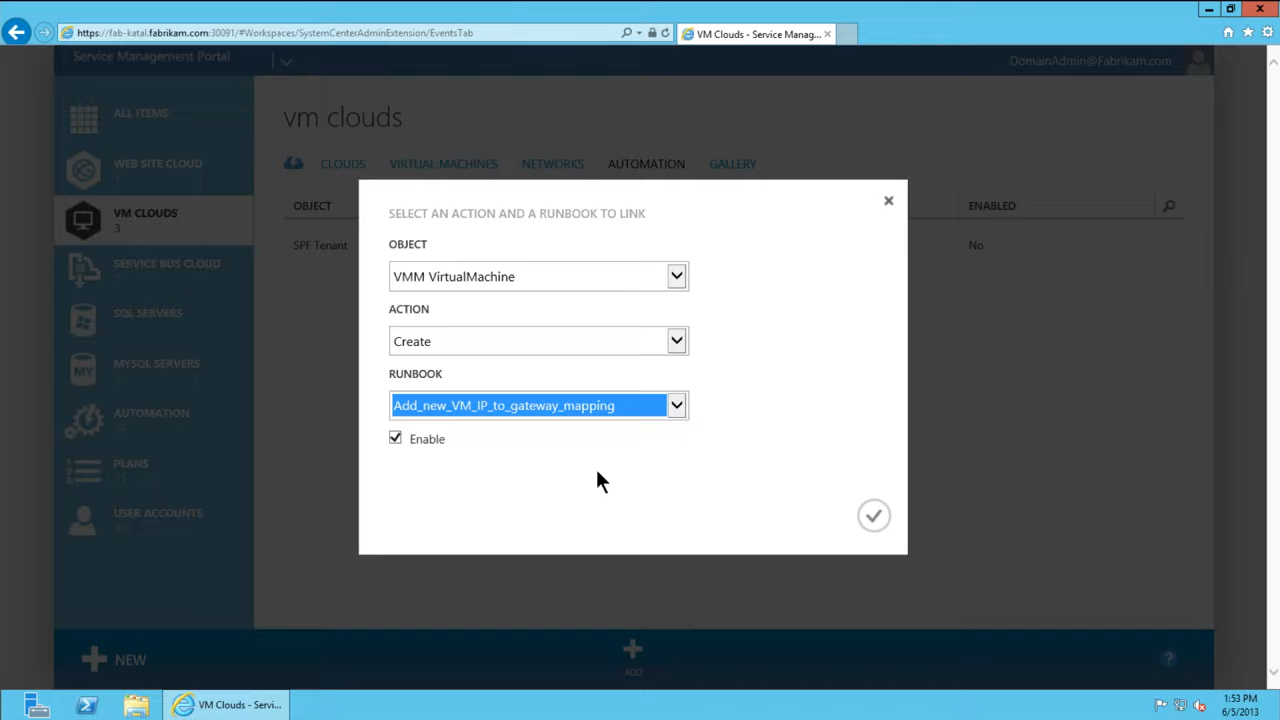 https://fab-katal.fabrikam.com:30091/#Workspaces/SystemCenterAdminExtension/EventsTab
VM Clouds - Service Manag...
Service Management Portal
DomainAdmin@Fabrikam.com
ALL ITEMS
WEB SITE CLOUD
1
VM CLOUDS
3
SERVICE BUS CLOUD
SQL SERVERS
MYSQL SERVERS
MY
AUTOMATION
PLANS
USER ACCOUNTS
vm clouds
CLOUDS VIRTUAL MACHINES NETWORKS AUTOMATION GALLERY
OBJECT ENABLED
SPF Tenant No
SELECT AN ACTION AND A RUNBOOK TO LINK
OBJECT
VMM VirtualMachine
ACTION
Create
RUNBOOK
Add_new_VM_IP_to_gateway_mapping
Enable
NEW
ADD
?
VM Clouds - Servi...
1:53 PM
6/5/2013